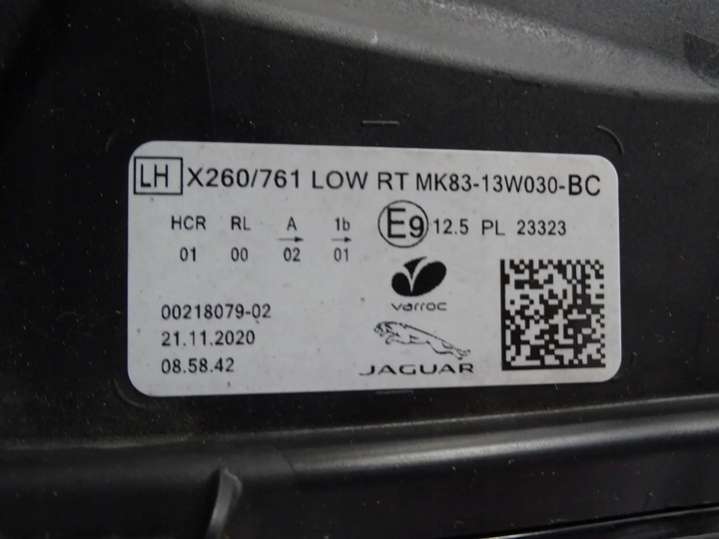 LH X260/761 LOW RT MK83-13W030-BC
HCR RL A 1b E9 12.5 PL 23323
01 00 02 01
varroc
00218079-02
21.11.2020
08.58.42
JAGUAR